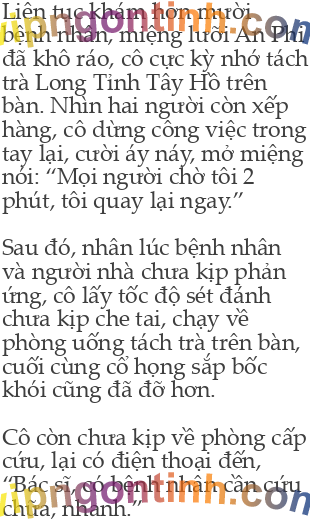 Liên tục khám hơn mười
bệnh nhân, miệng lưỡi An Phi
đã khô ráo, cô cực kỳ nhớ tách
trà Long Tinh Tây Hồ trên
bàn. Nhìn hai người còn xếp
hàng, cô dừng công việc trong
tay lại, cười áy náy, mở miệng
nói: “Mọi người chờ tôi 2
phút, tôi quay lại ngay.”
Sau đó, nhân lúc bệnh nhân
và người nhà chưa kịp phản
ứng, cô lấy tốc độ sét đánh
chưa kịp che tai, chạy về
phòng uống tách trà trên bàn,
cuối cùng cổ họng sắp bốc
khói cũng đã đỡ hơn.
Cô còn chưa kịp về phòng cấp
cứu, lại có điện thoại đến,
“Bác sĩ, có bệnh nhân cần cứu
chữa, nhanh.”
vipngontinh.com
vipngontinh.com